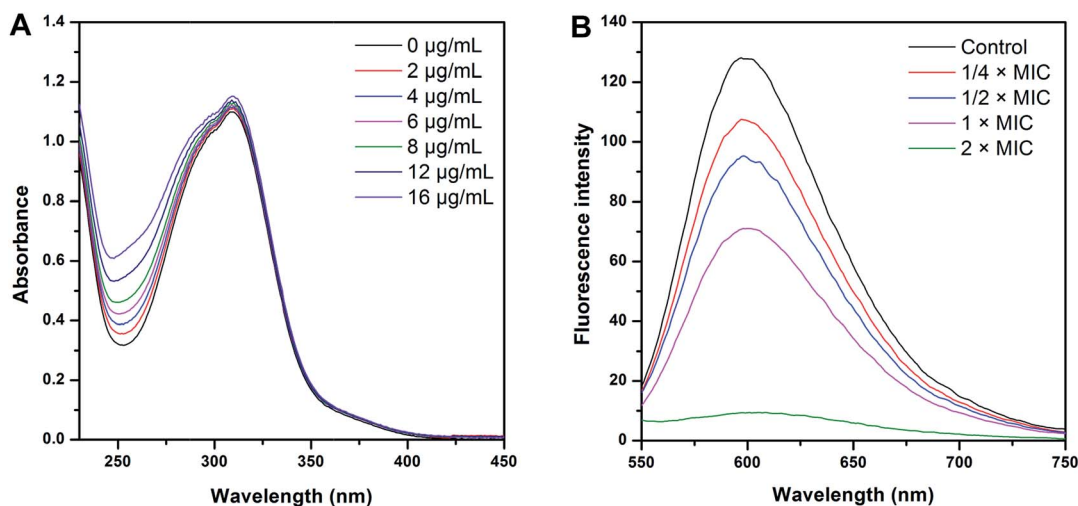 A
1.4
1.2
1.0
0.8
0.6
0.4
0.2
0.0
Absorbance
250
300
350
400
450
Wavelength (nm)
0 µg/mL
2 µg/mL
4 µg/mL
6 µg/mL
8 µg/mL
12 µg/mL
16 µg/mL
B
140
120
100
80
60
40
20
0
Fluorescence intensity
550
600
650
700
750
Wavelength (nm)
Control
1/4 × MIC
1/2 × MIC
1 × MIC
2 × MIC